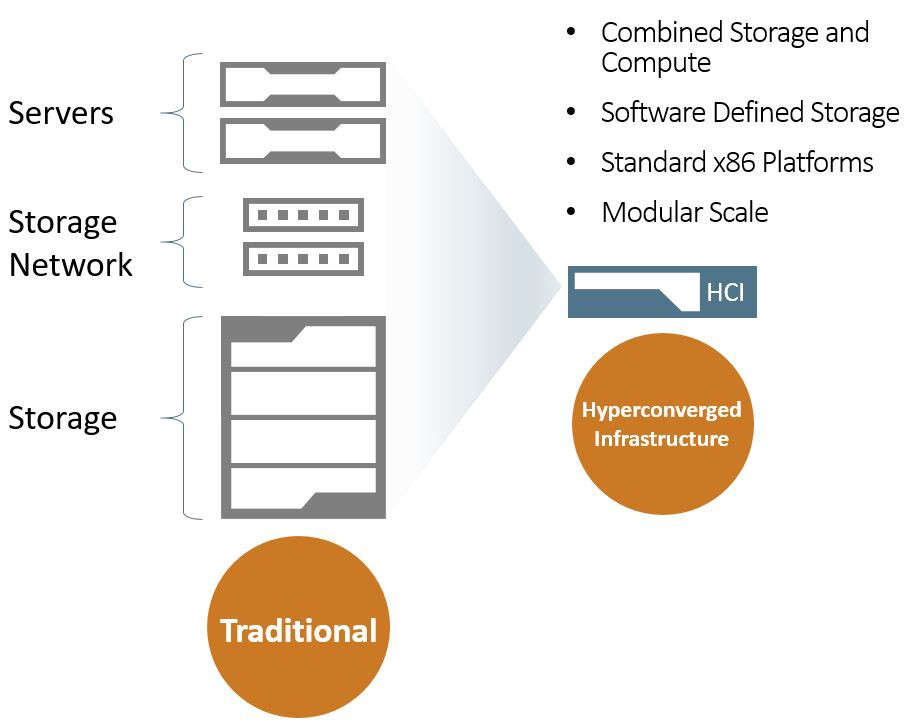 Servers
Storage
Network
Storage
Traditional
• Combined Storage and
Compute
• Software Defined Storage
• Standard x86 Platforms
• Modular Scale
HCI
Hyperconverged
Infrastructure